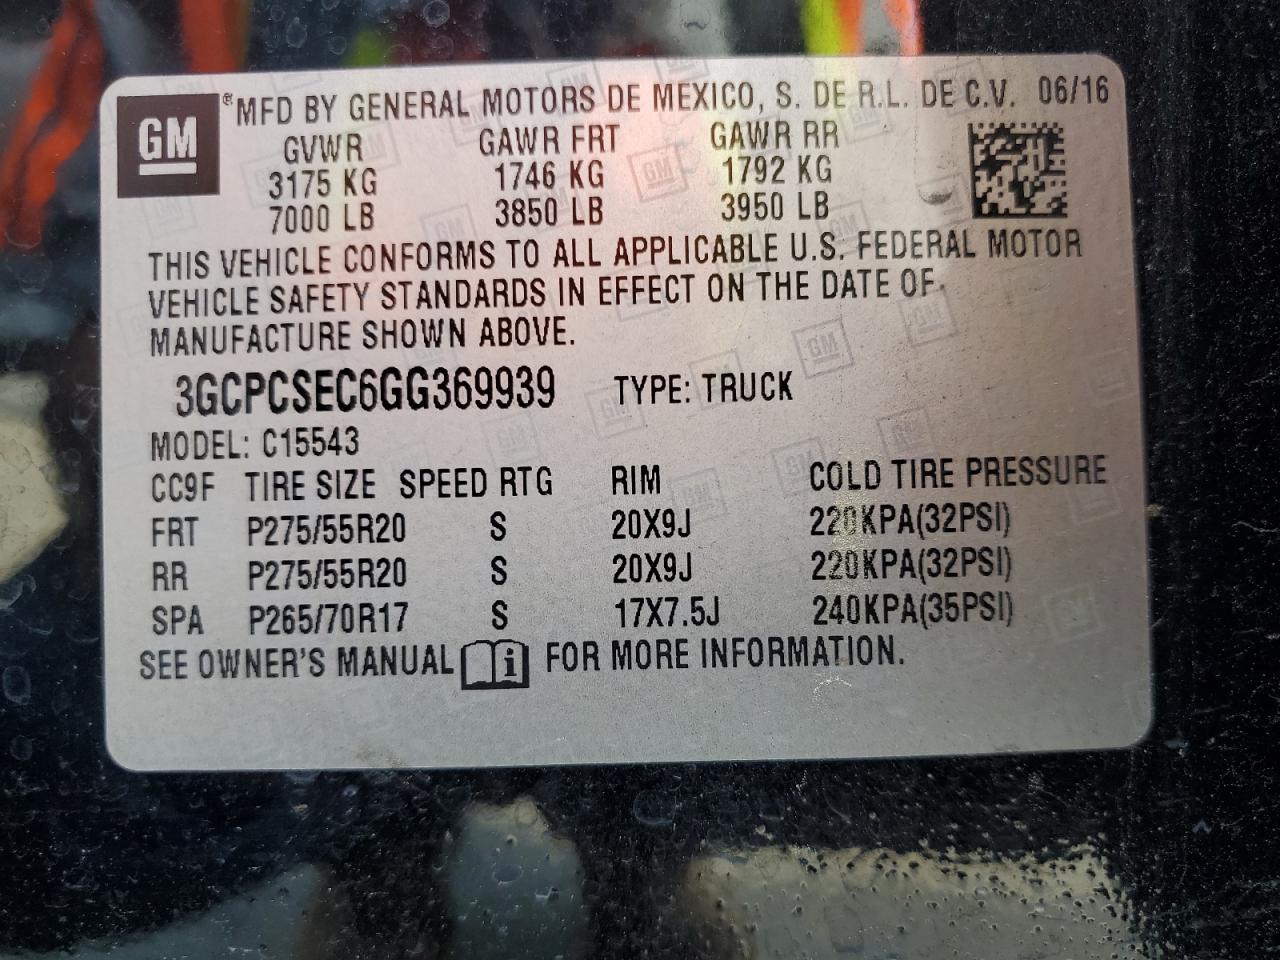 GM ® MFD BY GENERAL MOTORS DE MEXICO, S. DE R.L. DE C.V. 06/16
GVWR GAWR FRT GAWR RR
3175 KG 1746 KG 1792 KG
7000 LB 3850 LB 3950 LB
THIS VEHICLE CONFORMS TO ALL APPLICABLE U.S. FEDERAL MOTOR
VEHICLE SAFETY STANDARDS IN EFFECT ON THE DATE OF
MANUFACTURE SHOWN ABOVE.
3GCPCSEC6GG369939 TYPE: TRUCK
MODEL: C15543
CC9F TIRE SIZE SPEED RTG RIM COLD TIRE PRESSURE
FRT P275/55R20 S 20X9J 220KPA(32PSI)
RR P275/55R20 S 20X9J 220KPA(32PSI)
SPA P265/70R17 S 17X7.5J 240KPA(35PSI)
SEE OWNER'S MANUAL i FOR MORE INFORMATION.